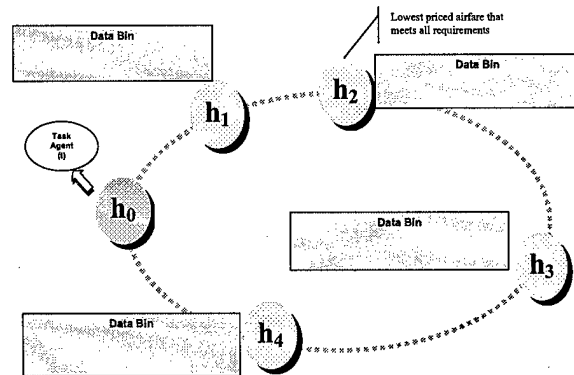 Lowest priced airfare that
meets all requirements
Data Bin
Data Bin
h2
h1
Task
Agent
(t)
h0
Data Bin
h3
Data Bin
h4